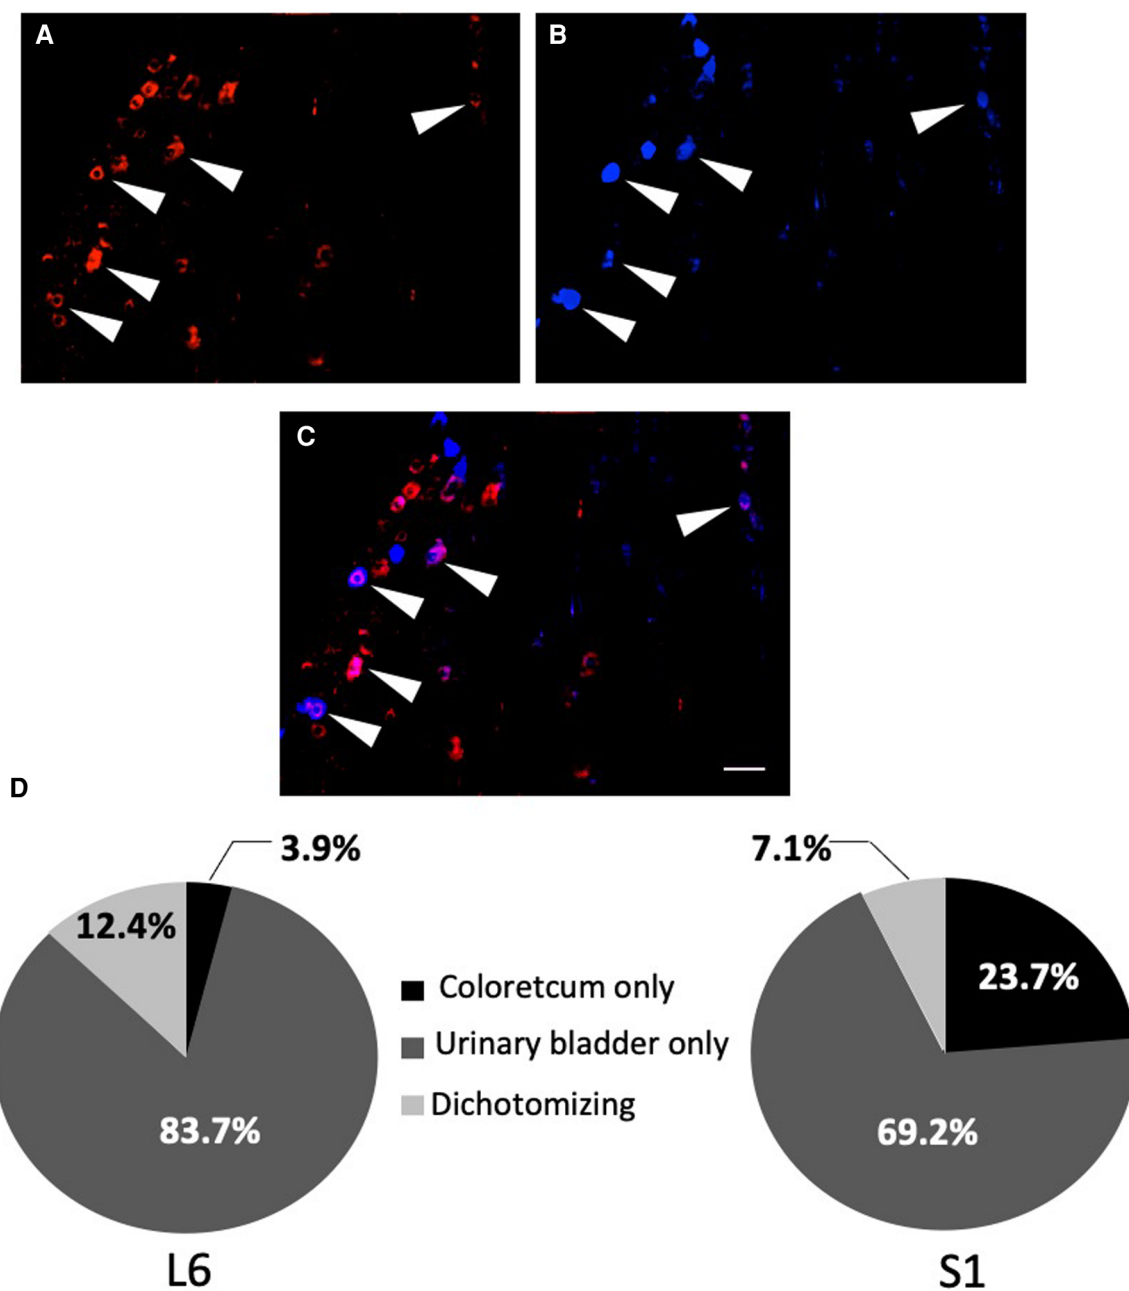 A
B
C
D
3.9%
7.1%
12.4%
23.7%
Coloretcum only
Urinary bladder only
Dichotomizing
83.7%
69.2%
L6
S1